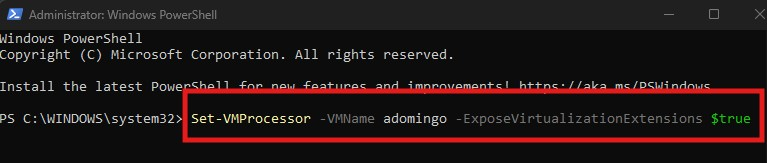 Administrator: Windows PowerShell
Windows PowerShell
Copyright (C) Microsoft Corporation. All rights reserved.
Install the latest PowerShell for new features and improvements! https://aka.ms/PSWindows
PS C:\WINDOWS\system32> Set-VMProcessor -VMName adomingo -ExposeVirtualizationExtensions $true